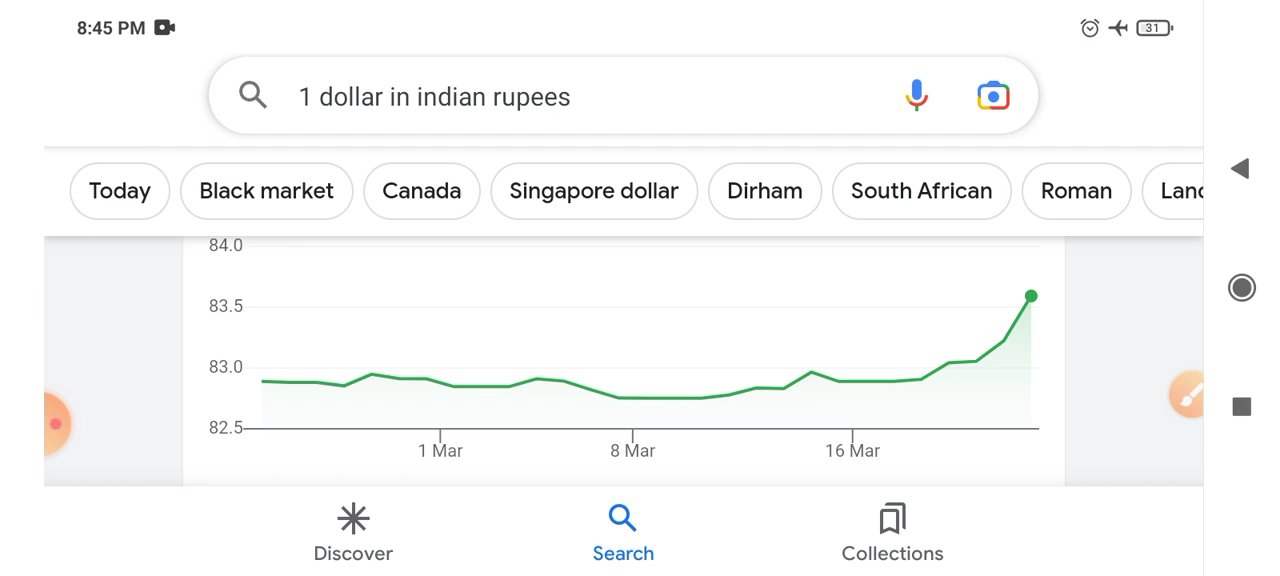 8:45 PM 31
1 dollar in indian rupees
Today Black market Canada Singapore dollar Dirham South African Roman Land
84.0
83.5
83.0
82.5
1 Mar 8 Mar 16 Mar
Discover Search Collections